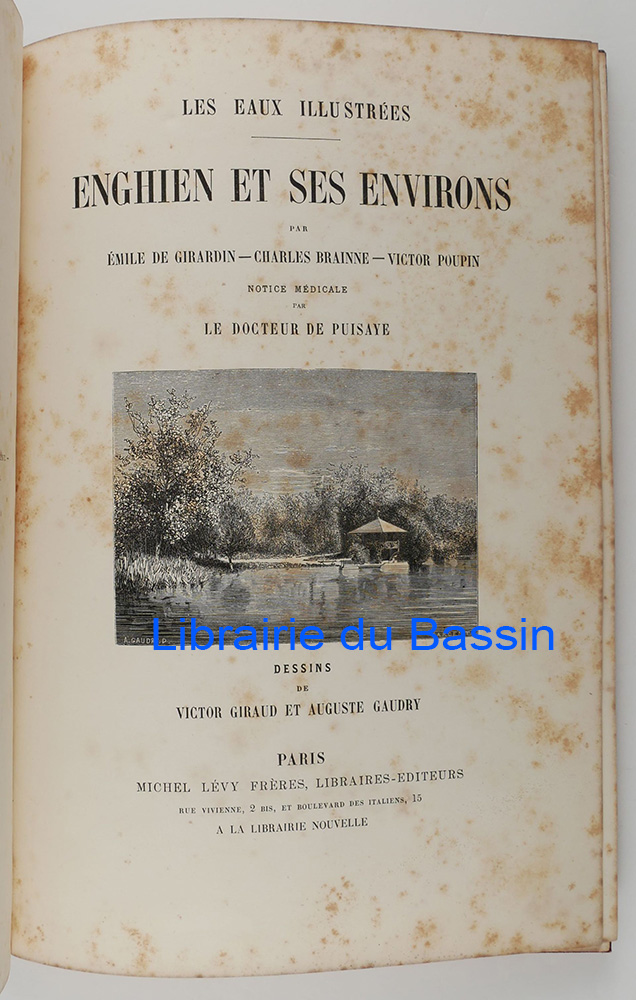 LES EAUX ILLUSTRÉES
ENGHIEN ET SES ENVIRONS
PAR
ÉMILE DE GIRARDIN — CHARLES BRAINNE — VICTOR POUPIN
NOTICE MÉDICALE
PAR
LE DOCTEUR DE PUISAYE
Librairie du Bassin
DESSINS
DE
VICTOR GIRAUD ET AUGUSTE GAUDRY
PARIS
MICHEL LÉVY FRÈRES, LIBRAIRES-EDITEURS
RUE VIVIENNE, 2 BIS, ET BOULEVARD DES ITALIENS, 15
A LA LIBRAIRIE NOUVELLE